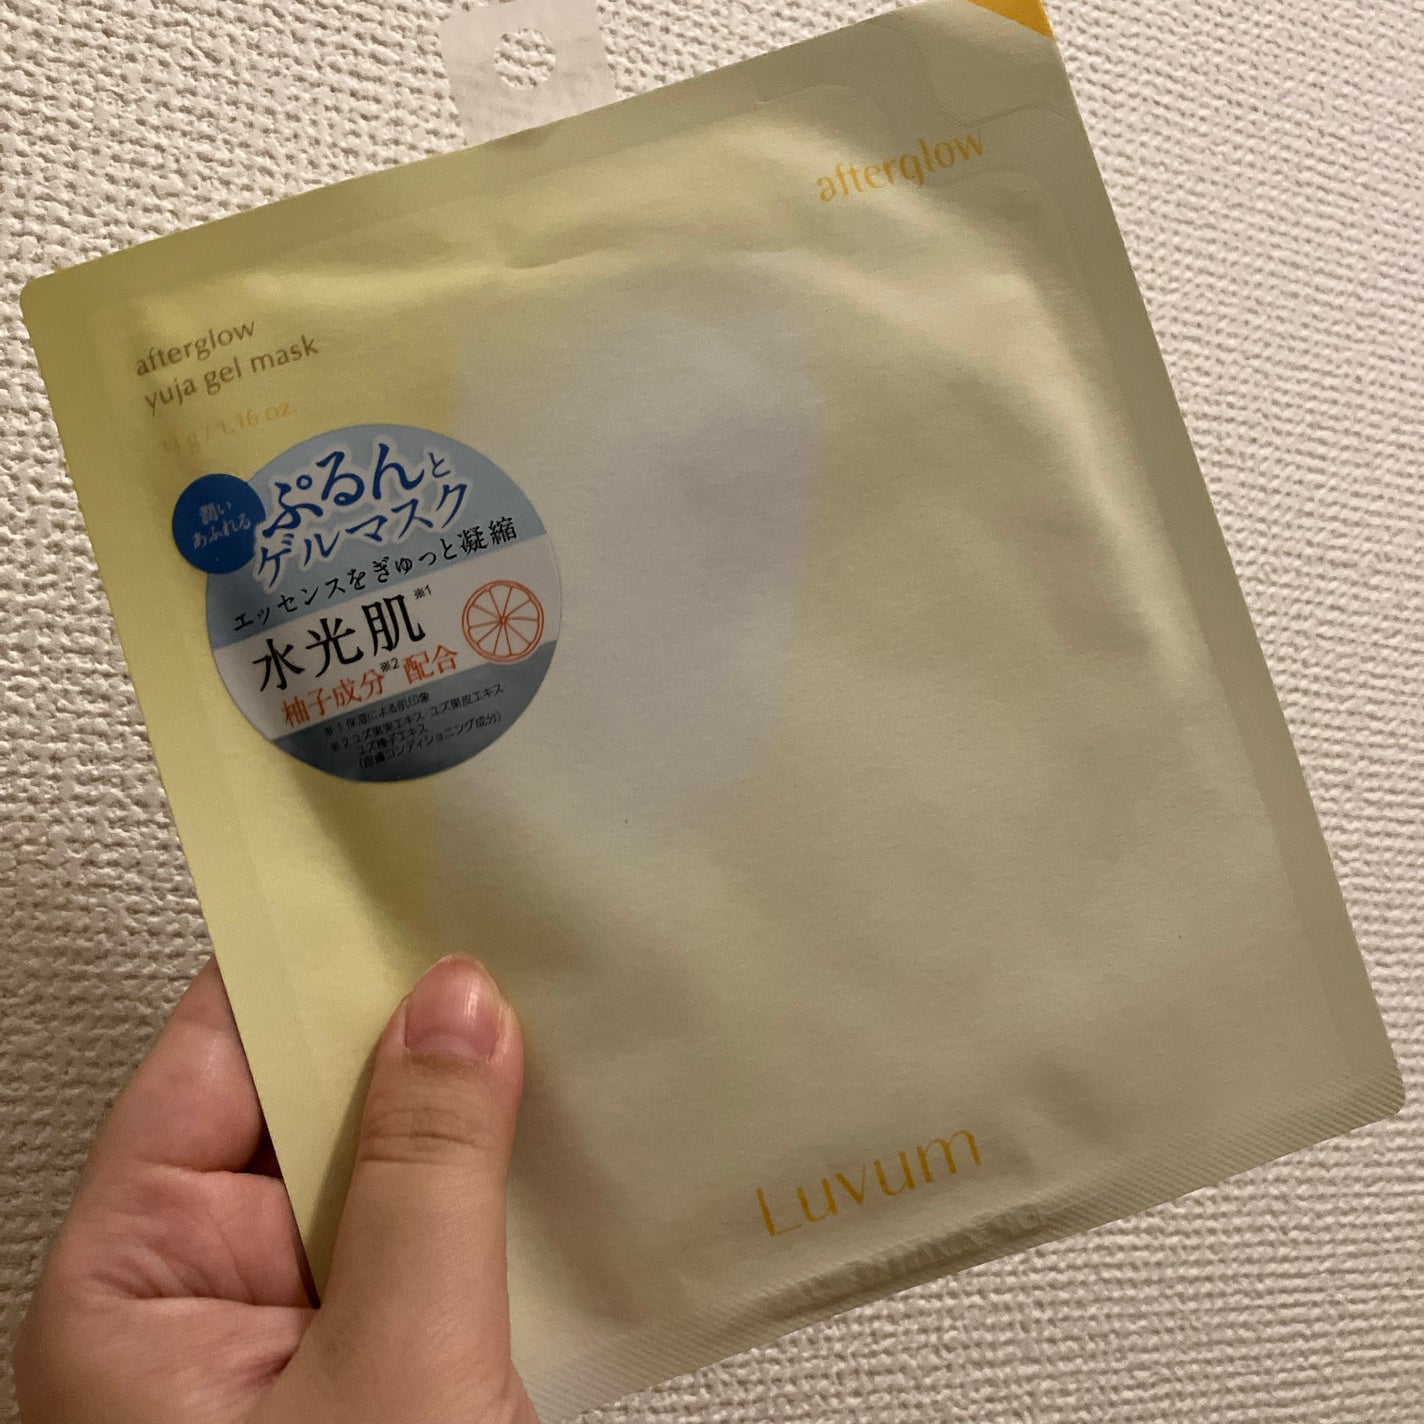 afterglow
afterglow
yuja gel mask
33 g / 1.16 oz.
潤い
あふれる
ぷるんと
ゲルマスク
エッセンスをぎゅっと凝縮
水光肌※1
柚子成分※2配合
※1 保湿による肌印象
※2 ユズ果実エキス・ユズ果皮エキス・
ユズ種子エキス
(皮膚コンディショニング成分)
Luvum